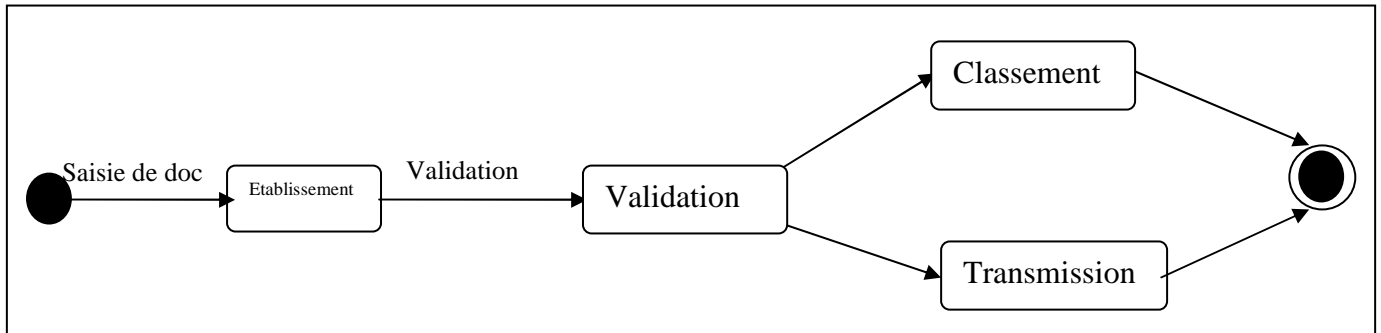 Saisie de doc
Etablissement
Validation
Validation
Classement
Transmission